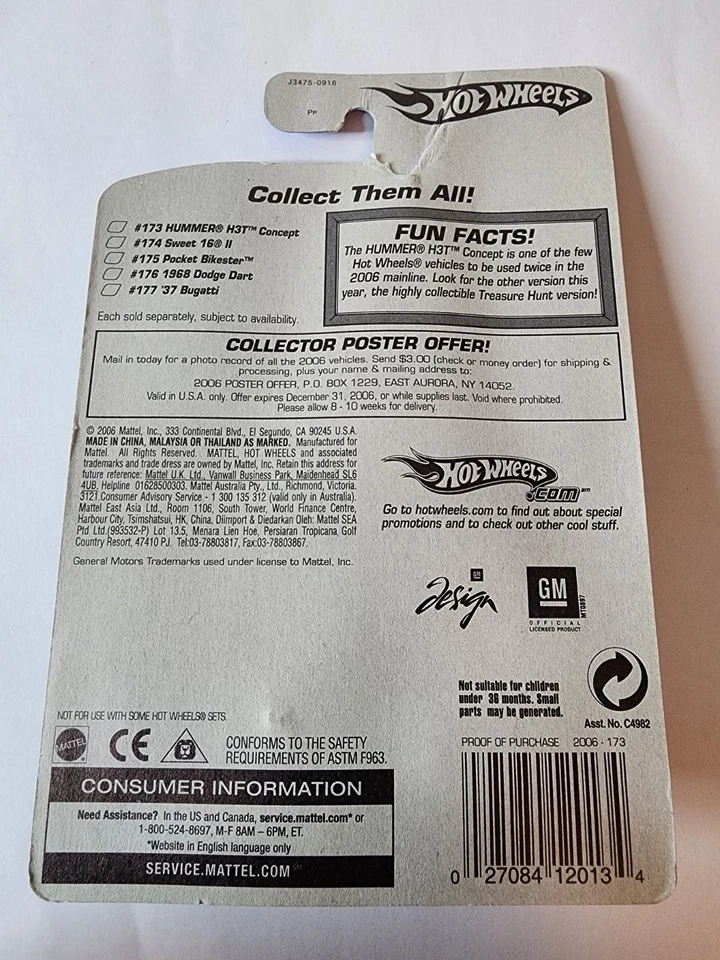 J3475-0916
HOT WHEELS
Collect Them All!
#173 HUMMER® H3T™ Concept
#174 Sweet 16® II
#175 Pocket Bikester™
#176 1968 Dodge Dart
#177 '37 Bugatti
Each sold separately, subject to availability.
FUN FACTS!
The HUMMER® H3T™ Concept is one of the few
Hot Wheels® vehicles to be used twice in the
2006 mainline. Look for the other version this
year, the highly collectible Treasure Hunt version!
COLLECTOR POSTER OFFER!
Mail in today for a photo record of all the 2006 vehicles. Send $3.00 (check or money order) for shipping &
processing, plus your name & mailing address to:
2006 POSTER OFFER, P.O. BOX 1229, EAST AURORA, NY 14052.
Valid in U.S.A. only. Offer expires December 31, 2006, or while supplies last. Void where prohibited.
Please allow 8 - 10 weeks for delivery.
© 2006 Mattel, Inc., 333 Continental Blvd., El Segundo, CA 90245 U.S.A.
MADE IN CHINA, MALAYSIA OR THAILAND AS MARKED. Manufactured for
Mattel. All Rights Reserved. MATTEL, HOT WHEELS and associated
trademarks and trade dress are owned by Mattel, Inc. Retain this address for
future reference: Mattel U.K. Ltd., Vanwall Business Park, Maidenhead SL6
4UB. Helpline 01628500303. Mattel Australia Pty., Ltd., Richmond, Victoria.
3121.Consumer Advisory Service - 1 300 135 312 (valid only in Australia).
Mattel East Asia Ltd., Room 1106, South Tower, World Finance Centre,
Harbour City, Tsimshatsui, HK, China. Diimport & Diedarkan Oleh: Mattel SEA
Ptd Ltd.(993532-P) Lot 13.5, Menara Lien Hoe, Persiaran Tropicana Golf
Country Resort, 47410 PJ. Tel:03-78803817, Fax:03-78803867.
General Motors Trademarks used under license to Mattel, Inc.
HOT WHEELS
.COM℠
Go to hotwheels.com to find out about special
promotions and to check out other cool stuff.
GM
design
GM
OFFICIAL
LICENSED PRODUCT
MT0897
Not suitable for children
under 36 months. Small
parts may be generated.
Asst. No. C4982
NOT FOR USE WITH SOME HOT WHEELS® SETS.
MATTEL
CE
CONFORMS TO THE SAFETY
REQUIREMENTS OF ASTM F963.
CONSUMER INFORMATION
Need Assistance? In the US and Canada, service.mattel.com* or
1-800-524-8697, M-F 8AM – 6PM, ET.
*Website in English language only
SERVICE.MATTEL.COM℠
PROOF OF PURCHASE 2006 - 173
0 27084 12013 4